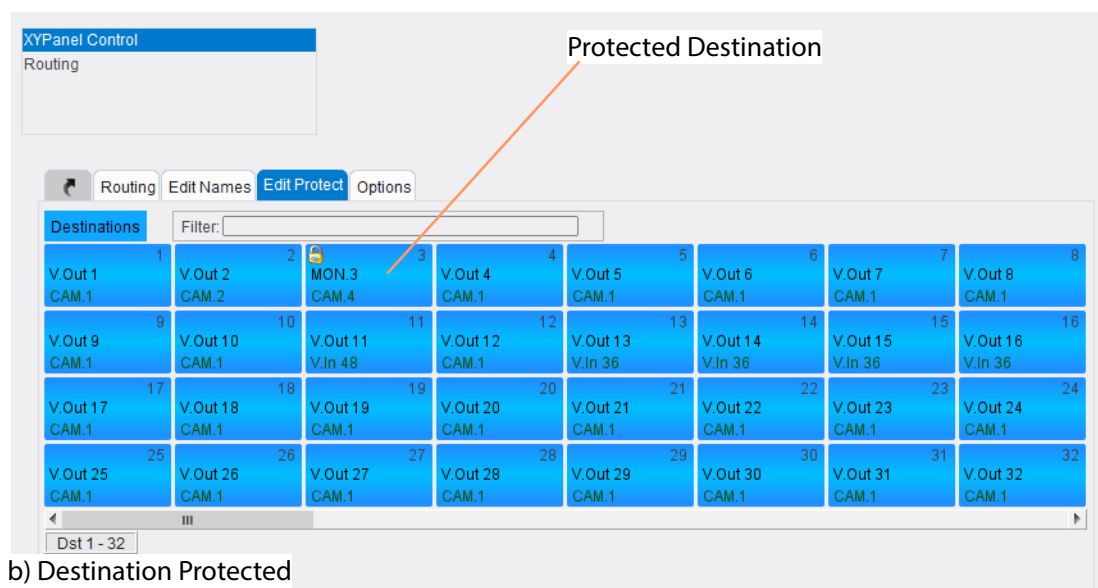 XYPanel Control
Protected Destination
Routing
Routing Edit Names Edit Protect Options
Destinations Filter:
1 2 3 4 5 6 7 8
V.Out 1 V.Out 2 MON.3 V.Out 4 V.Out 5 V.Out 6 V.Out 7 V.Out 8
CAM.1 CAM.2 CAM.4 CAM.1 CAM.1 CAM.1 CAM.1 CAM.1
9 10 11 12 13 14 15 16
V.Out 9 V.Out 10 V.Out 11 V.Out 12 V.Out 13 V.Out 14 V.Out 15 V.Out 16
CAM.1 CAM.1 V.In 48 CAM.1 V.In 36 V.In 36 V.In 36 V.In 36
17 18 19 20 21 22 23 24
V.Out 17 V.Out 18 V.Out 19 V.Out 20 V.Out 21 V.Out 22 V.Out 23 V.Out 24
CAM.1 CAM.1 CAM.1 CAM.1 CAM.1 CAM.1 CAM.1 CAM.1
25 26 27 28 29 30 31 32
V.Out 25 V.Out 26 V.Out 27 V.Out 28 V.Out 29 V.Out 30 V.Out 31 V.Out 32
CAM.1 CAM.1 CAM.1 CAM.1 CAM.1 CAM.1 CAM.1 CAM.1
Dst 1 - 32
b) Destination Protected